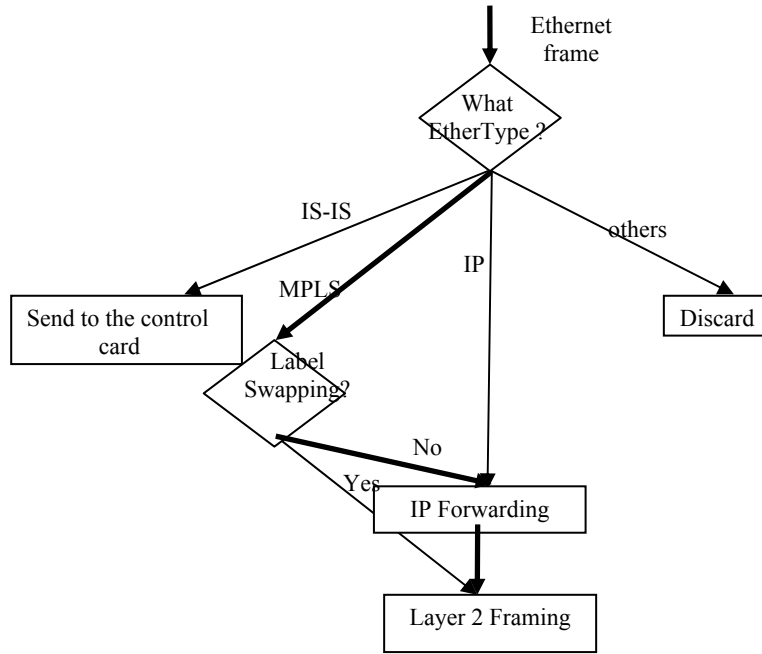 Ethernet
frame
What
EtherType ?
IS-IS
others
IP
MPLS
Send to the control
card
Discard
Label
Swapping?
No
Yes
IP Forwarding
Layer 2 Framing